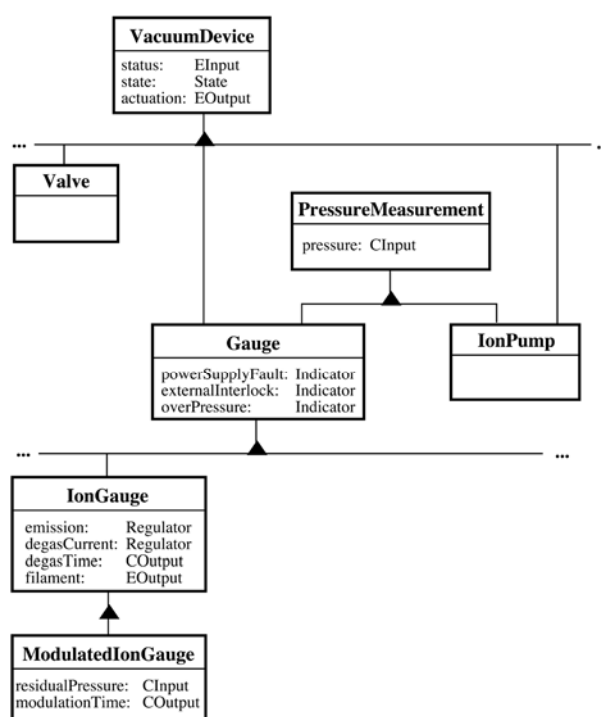 VacuumDevice
status: EInput
state: State
actuation: EOutput
... .
Valve
PressureMeasurement
pressure: CInput
Gauge
powerSupplyFault: Indicator
externalInterlock: Indicator
overPressure: Indicator
IonPump
... ...
IonGauge
emission: Regulator
degasCurrent: Regulator
degasTime: COutput
filament: EOutput
ModulatedIonGauge
residualPressure: CInput
modulationTime: COutput